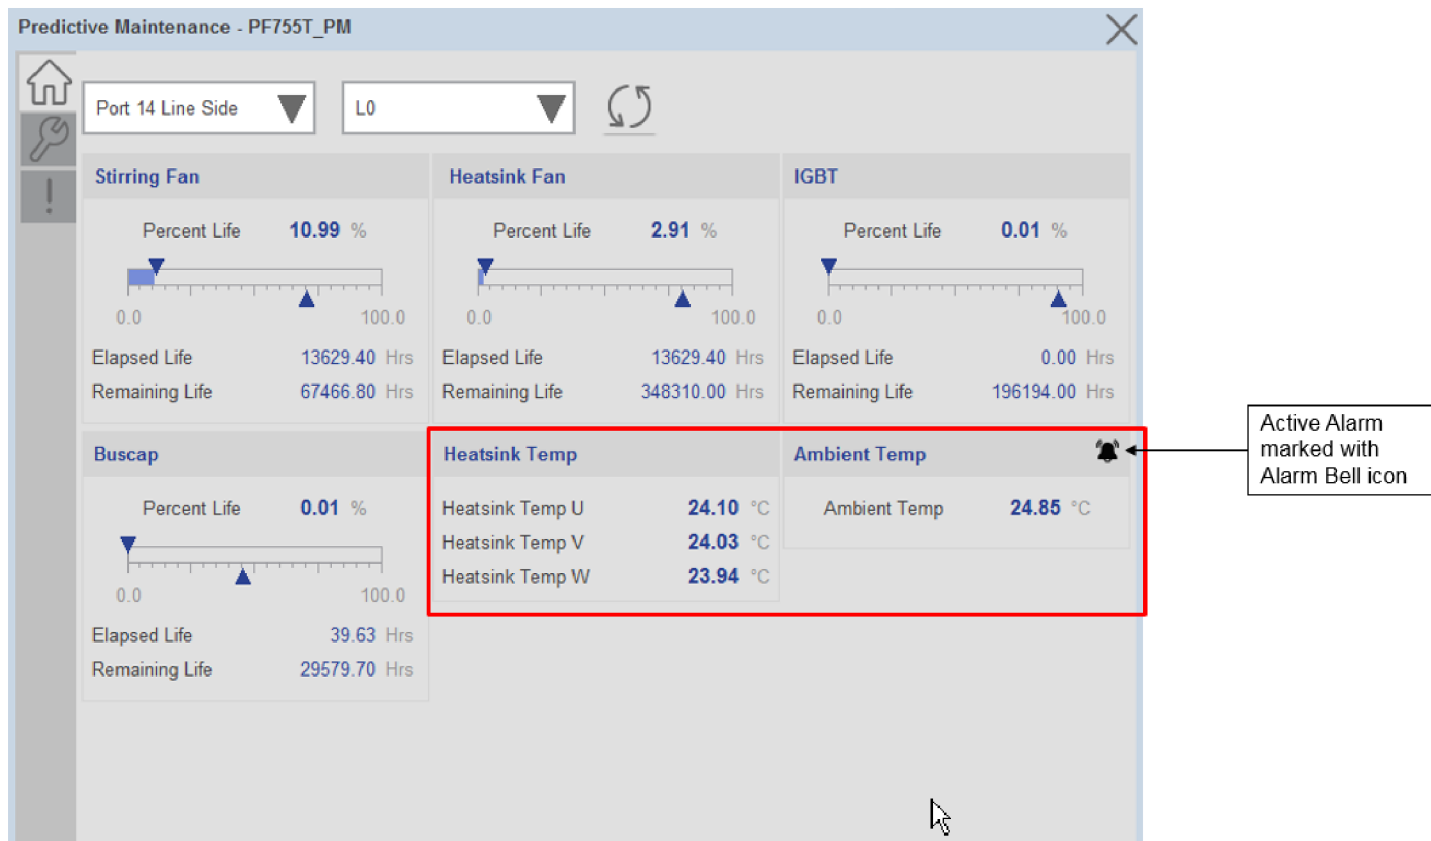 Predictive Maintenance - PF755T_PM
Port 14 Line Side
L0
Stirring Fan
Percent Life 10.99 %
0.0 100.0
Elapsed Life 13629.40 Hrs
Remaining Life 67466.80 Hrs
Heatsink Fan
Percent Life 2.91 %
0.0 100.0
Elapsed Life 13629.40 Hrs
Remaining Life 348310.00 Hrs
IGBT
Percent Life 0.01 %
0.0 100.0
Elapsed Life 0.00 Hrs
Remaining Life 196194.00 Hrs
Buscap
Percent Life 0.01 %
0.0 100.0
Elapsed Life 39.63 Hrs
Remaining Life 29579.70 Hrs
Heatsink Temp
Heatsink Temp U 24.10 °C
Heatsink Temp V 24.03 °C
Heatsink Temp W 23.94 °C
Ambient Temp
Ambient Temp 24.85 °C
Active Alarm
marked with
Alarm Bell icon